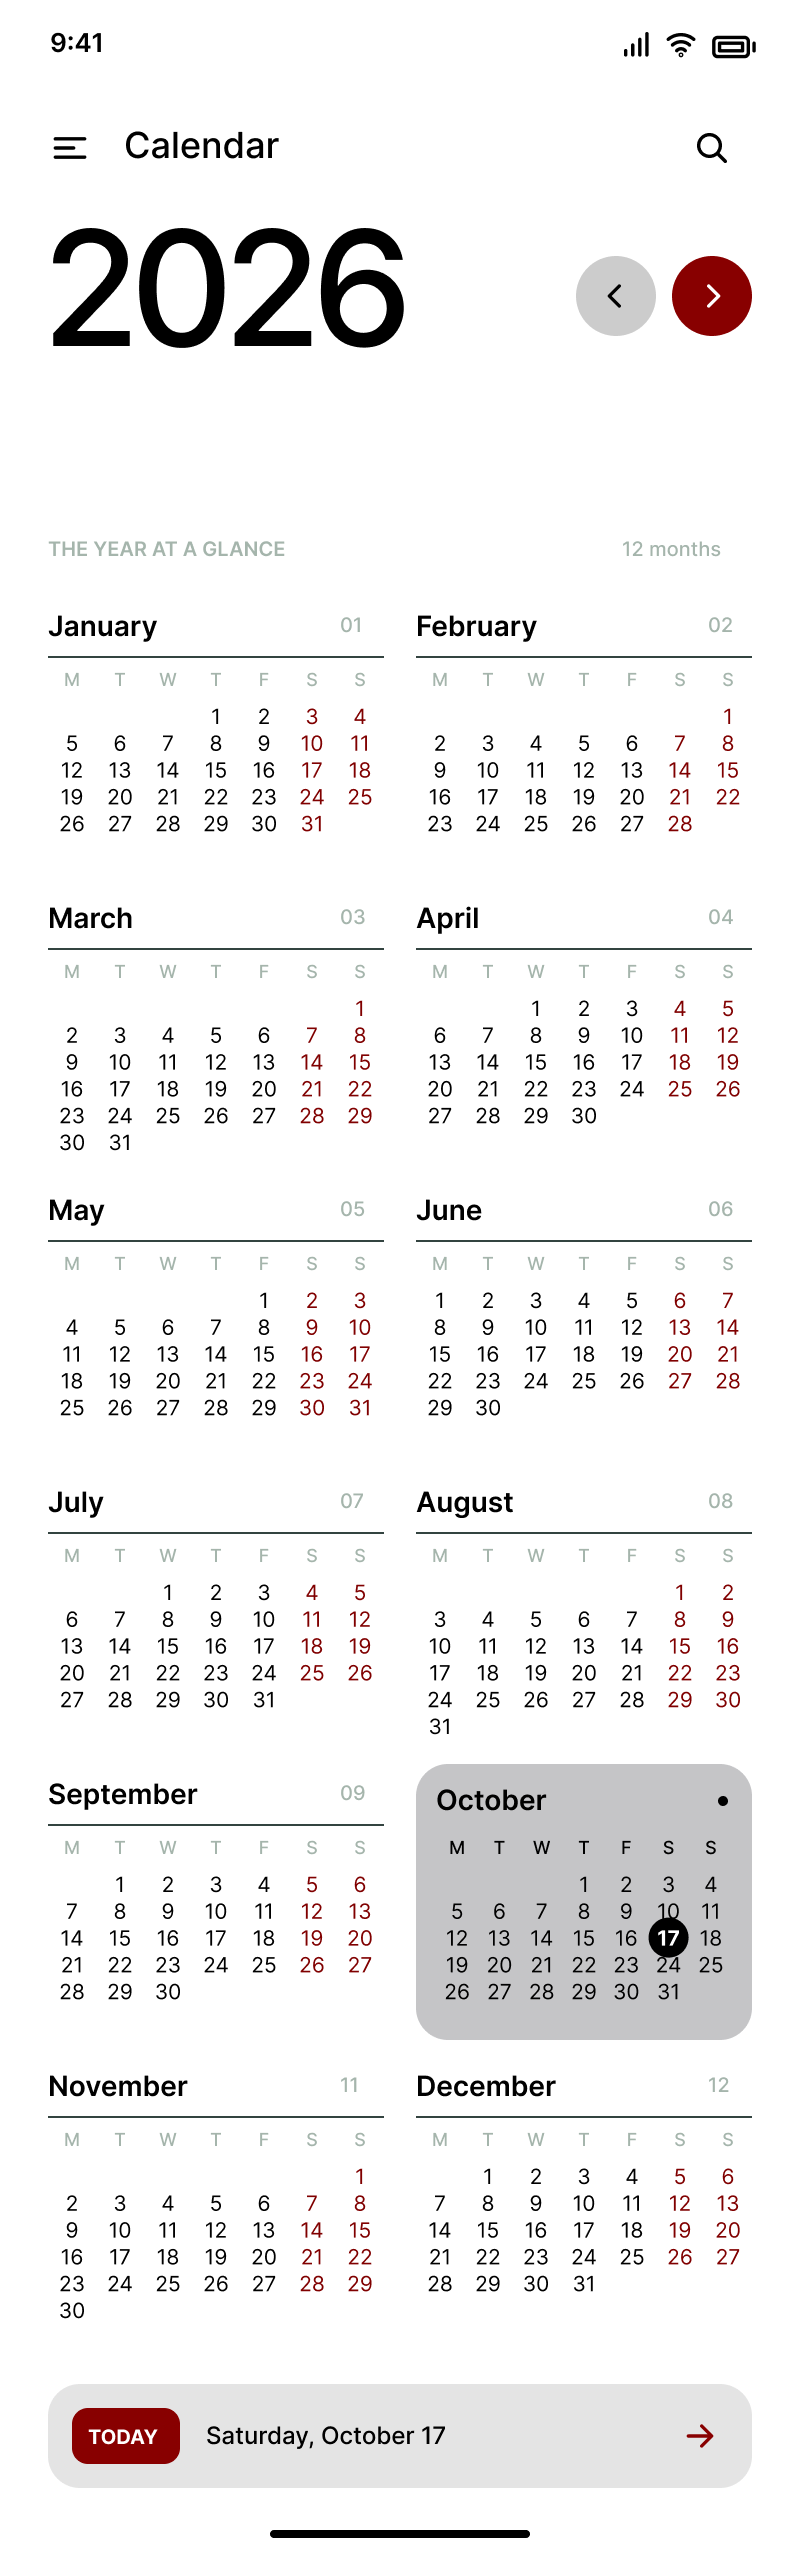 9:41
Calendar
2026
THE YEAR AT A GLANCE 12 months
January 01
M T W T F S S
1 2 3 4
5 6 7 8 9 10 11
12 13 14 15 16 17 18
19 20 21 22 23 24 25
26 27 28 29 30 31
February 02
M T W T F S S
1
2 3 4 5 6 7 8
9 10 11 12 13 14 15
16 17 18 19 20 21 22
23 24 25 26 27 28
March 03
M T W T F S S
1
2 3 4 5 6 7 8
9 10 11 12 13 14 15
16 17 18 19 20 21 22
23 24 25 26 27 28 29
30 31
April 04
M T W T F S S
1 2 3 4 5
6 7 8 9 10 11 12
13 14 15 16 17 18 19
20 21 22 23 24 25 26
27 28 29 30
May 05
M T W T F S S
1 2 3
4 5 6 7 8 9 10
11 12 13 14 15 16 17
18 19 20 21 22 23 24
25 26 27 28 29 30 31
June 06
M T W T F S S
1 2 3 4 5 6 7
8 9 10 11 12 13 14
15 16 17 18 19 20 21
22 23 24 25 26 27 28
29 30
July 07
M T W T F S S
1 2 3 4 5
6 7 8 9 10 11 12
13 14 15 16 17 18 19
20 21 22 23 24 25 26
27 28 29 30 31
August 08
M T W T F S S
1 2
3 4 5 6 7 8 9
10 11 12 13 14 15 16
17 18 19 20 21 22 23
24 25 26 27 28 29 30
31
September 09
M T W T F S S
1 2 3 4 5 6
7 8 9 10 11 12 13
14 15 16 17 18 19 20
21 22 23 24 25 26 27
28 29 30
October
M T W T F S S
1 2 3 4
5 6 7 8 9 10 11
12 13 14 15 16 17 18
19 20 21 22 23 24 25
26 27 28 29 30 31
November 11
M T W T F S S
1
2 3 4 5 6 7 8
9 10 11 12 13 14 15
16 17 18 19 20 21 22
23 24 25 26 27 28 29
30
December 12
M T W T F S S
1 2 3 4 5 6
7 8 9 10 11 12 13
14 15 16 17 18 19 20
21 22 23 24 25 26 27
28 29 30 31
TODAY Saturday, October 17